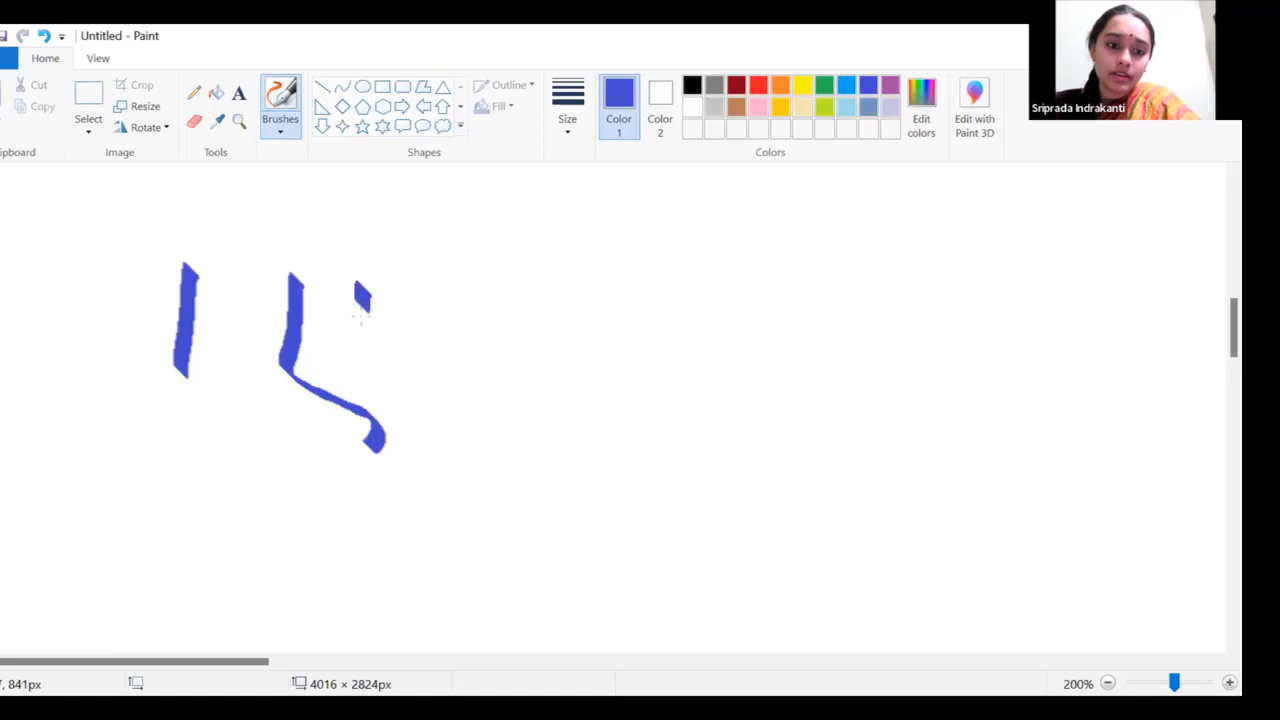 Untitled - Paint
Sriprada Indrakanti
Home View
Cut
Copy
Select
Crop
Resize
Rotate
A
Brushes
Outline
Fill
Size
Color 1
Color 2
Edit colors
Edit with Paint 3D
Image
Tools
Shapes
Colors
841px
4016 × 2824px
200%